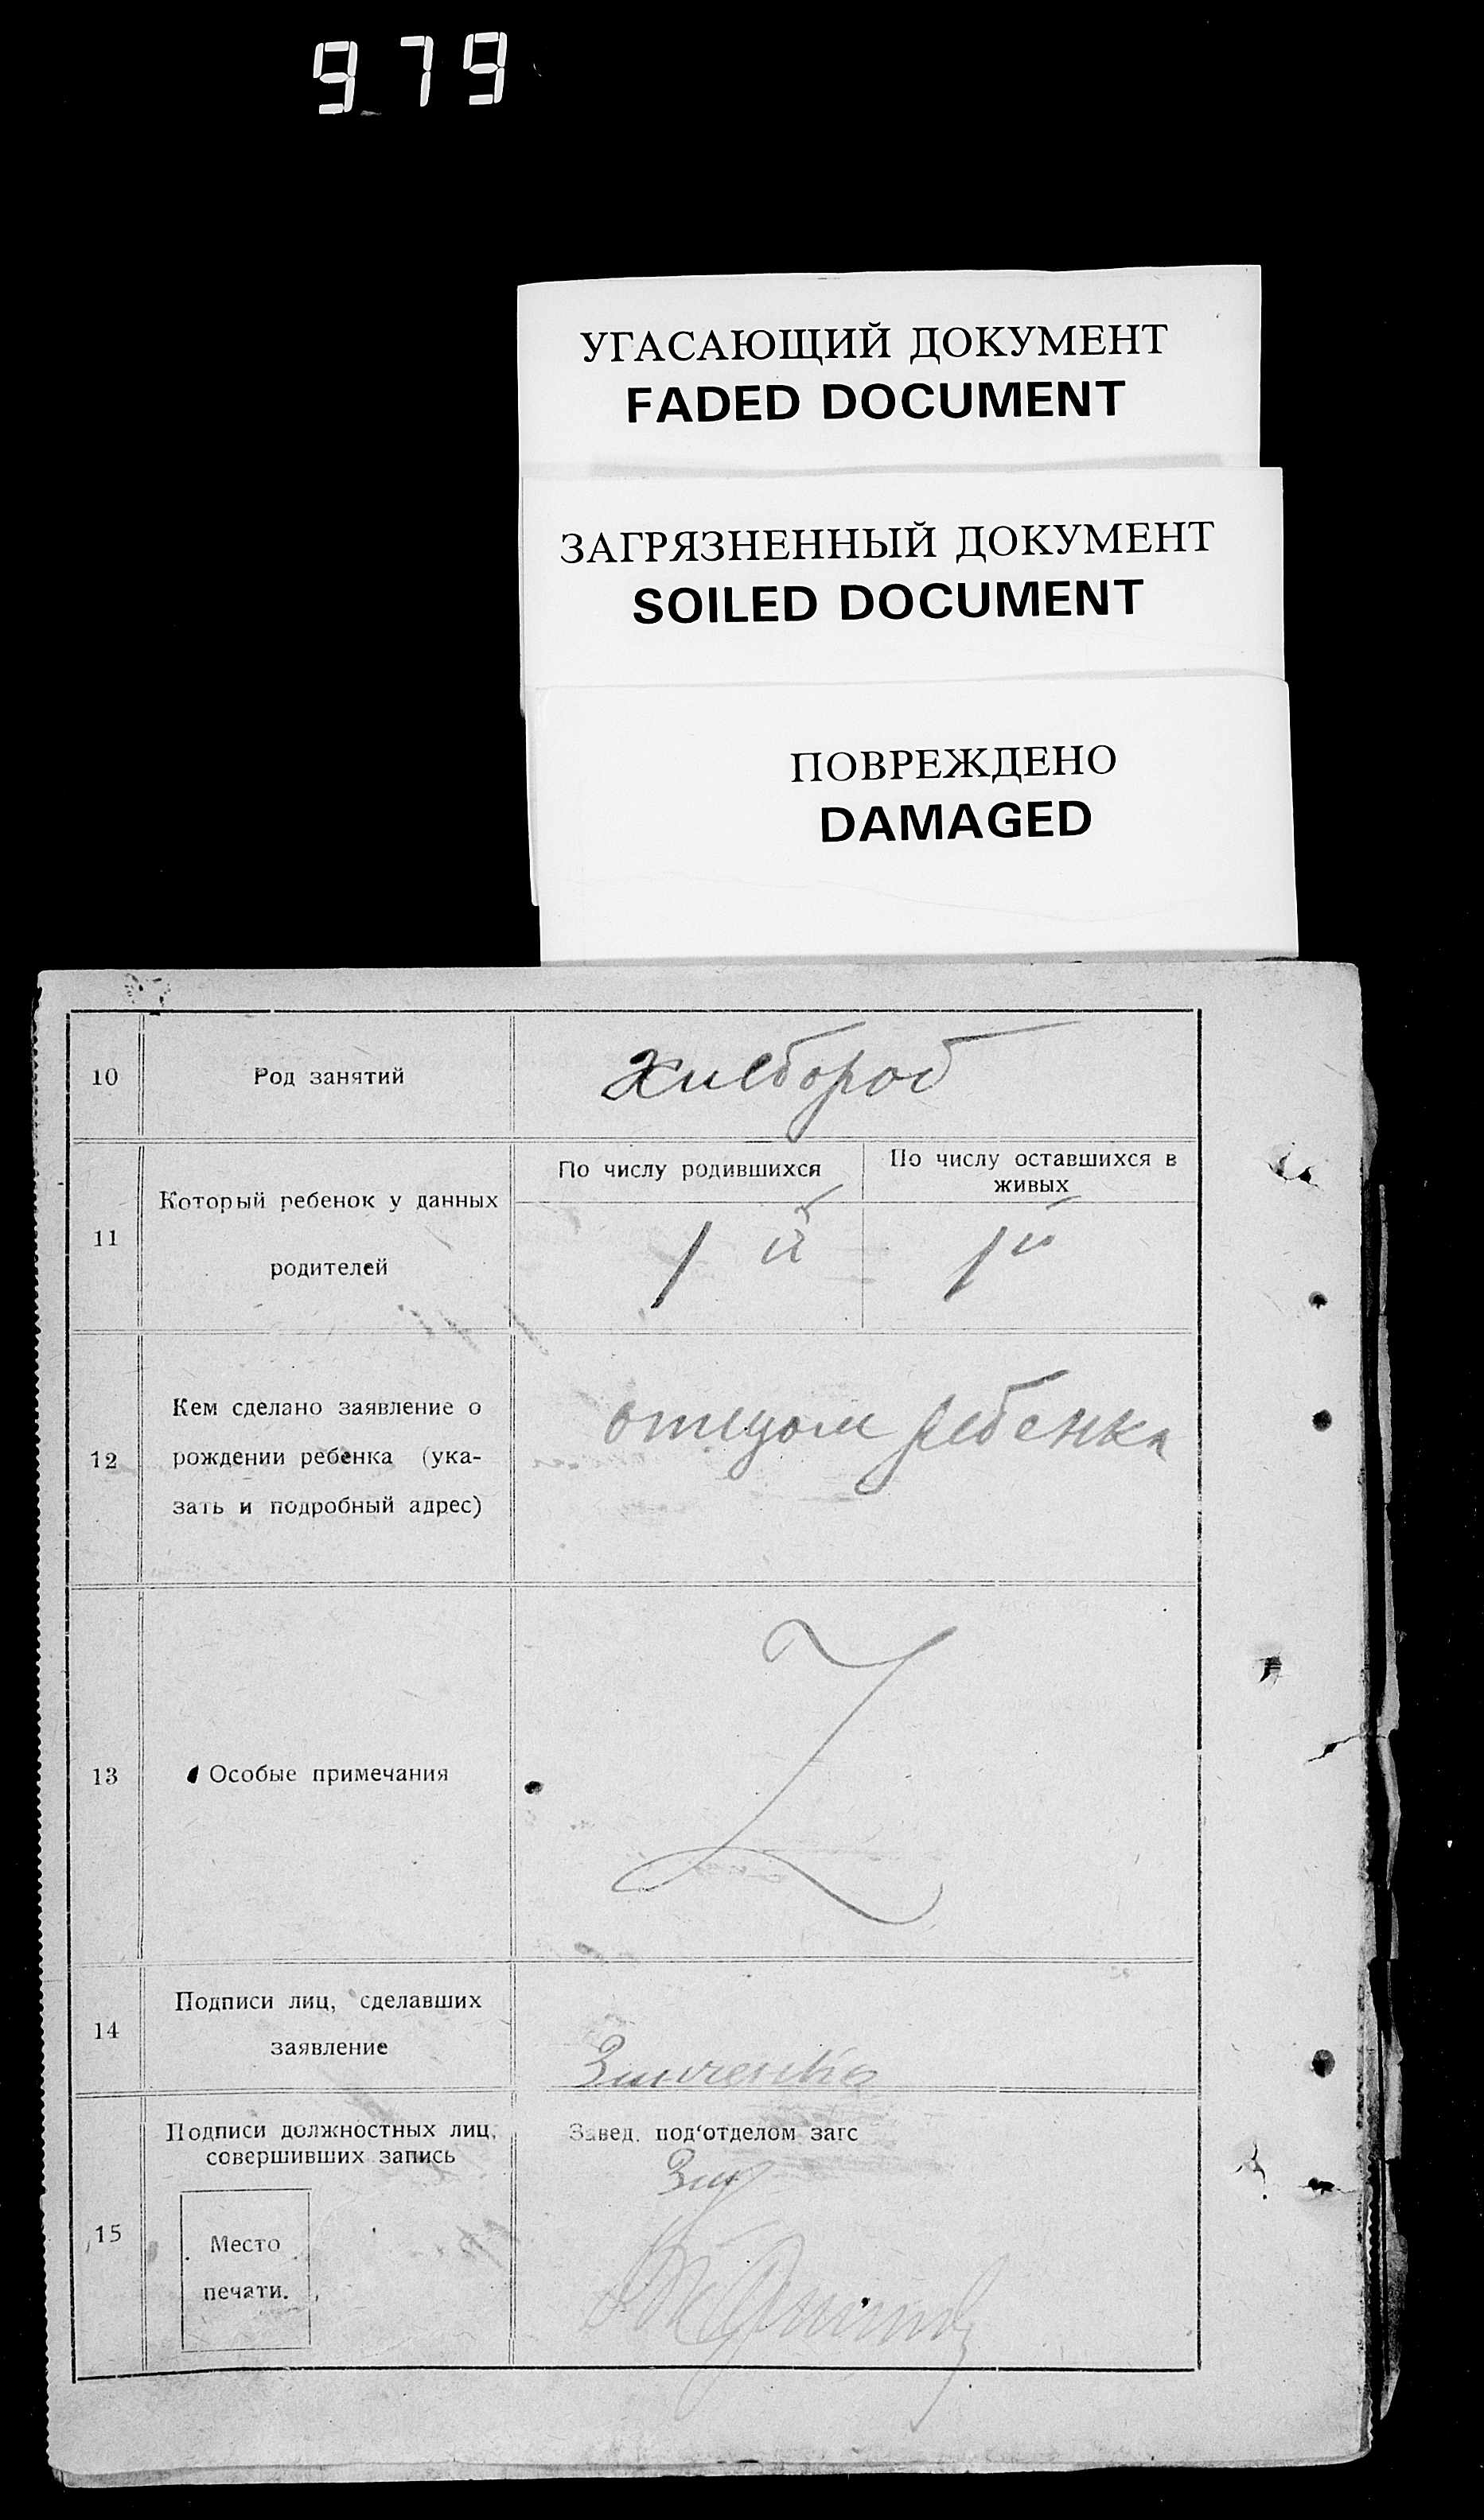 979
УГАСАЮЩИЙ ДОКУМЕНТ
FADED DOCUMENT
ЗАГРЯЗНЕННЫЙ ДОКУМЕНТ
SOILED DOCUMENT
ПОВРЕЖДЕНО
DAMAGED
10 Род занятий хлебороб
11 Который ребенок у данных родителей
По числу родившихся 1й
По числу оставшихся в живых 1й
12 Кем сделано заявление о
рождении ребенка (ука-
зать и подробный адрес)
отцом ребенка
13 Особые примечания
Z
14 Подписи лиц, сделавших
заявление
15 Подписи должностных лиц,
совершивших запись
Место
печати.
Завед. под'отделом загс